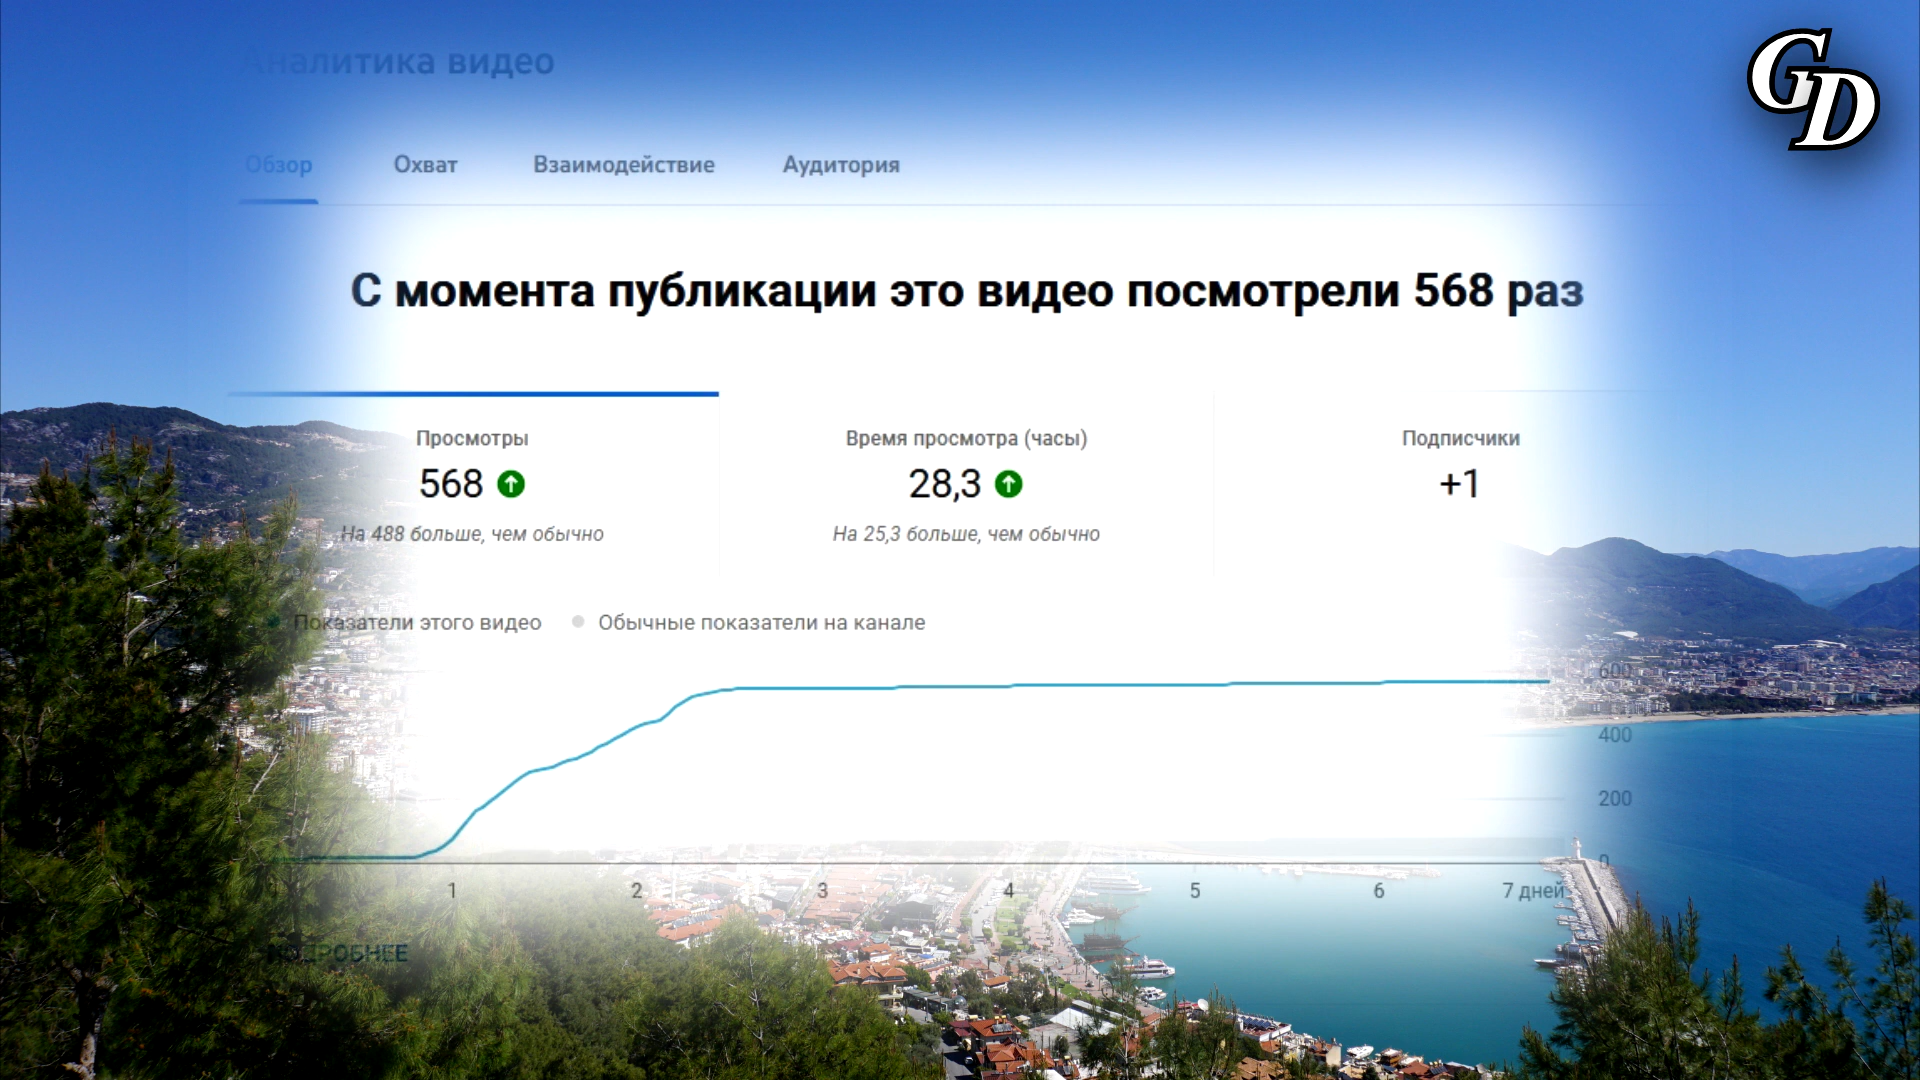 Аналитика видео
GD
Обзор Охват Взаимодействие Аудитория
С момента публикации это видео посмотрели 568 раз
Просмотры
568
На 488 больше, чем обычно
Время просмотра (часы)
28,3
На 25,3 больше, чем обычно
Подписчики
+1
Показатели этого видео Обычные показатели на канале
600
400
200
0
1 2 3 4 5 6 7 дней
ПОДРОБНЕЕ